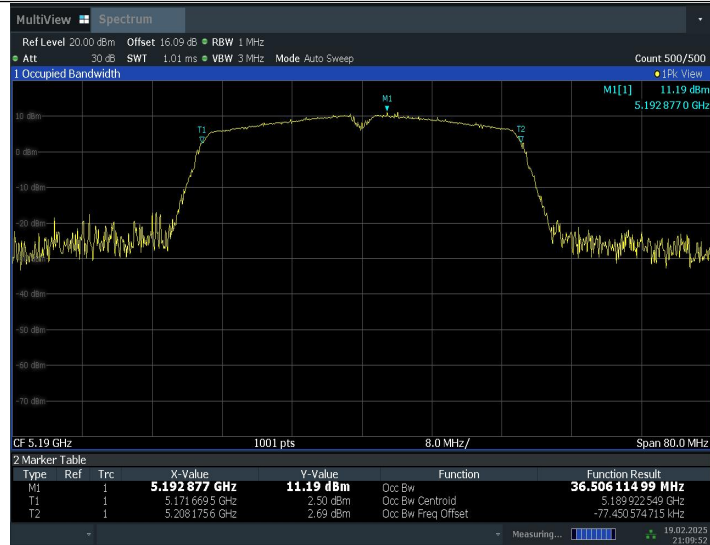 MultiView Spectrum
Ref Level 20.00 dBm Offset 16.09 dB RBW 1 MHz
Att 30 dB SWT 1.01 ms VBW 3 MHz Mode Auto Sweep Count 500/500
1 Occupied Bandwidth 1Pk View
M1[1] 11.19 dBm
5.192 877 0 GHz
M1
10 dBm
T1 T2
0 dBm
-10 dBm
-20 dBm
-40 dBm
-50 dBm
-60 dBm
-70 dBm
CF 5.19 GHz 1001 pts 8.0 MHz/ Span 80.0 MHz
2 Marker Table
Type Ref Trc X-Value Y-Value Function Function Result
M1 1 5.192 877 GHz 11.19 dBm Occ Bw 36.506 114 99 MHz
T1 1 5.171 669 5 GHz 2.50 dBm Occ Bw Centroid 5.189 922 549 GHz
T2 1 5.208 175 6 GHz 2.69 dBm Occ Bw Freq Offset -77.450 574 715 kHz
Measuring... 19.02.2025
21:09:52